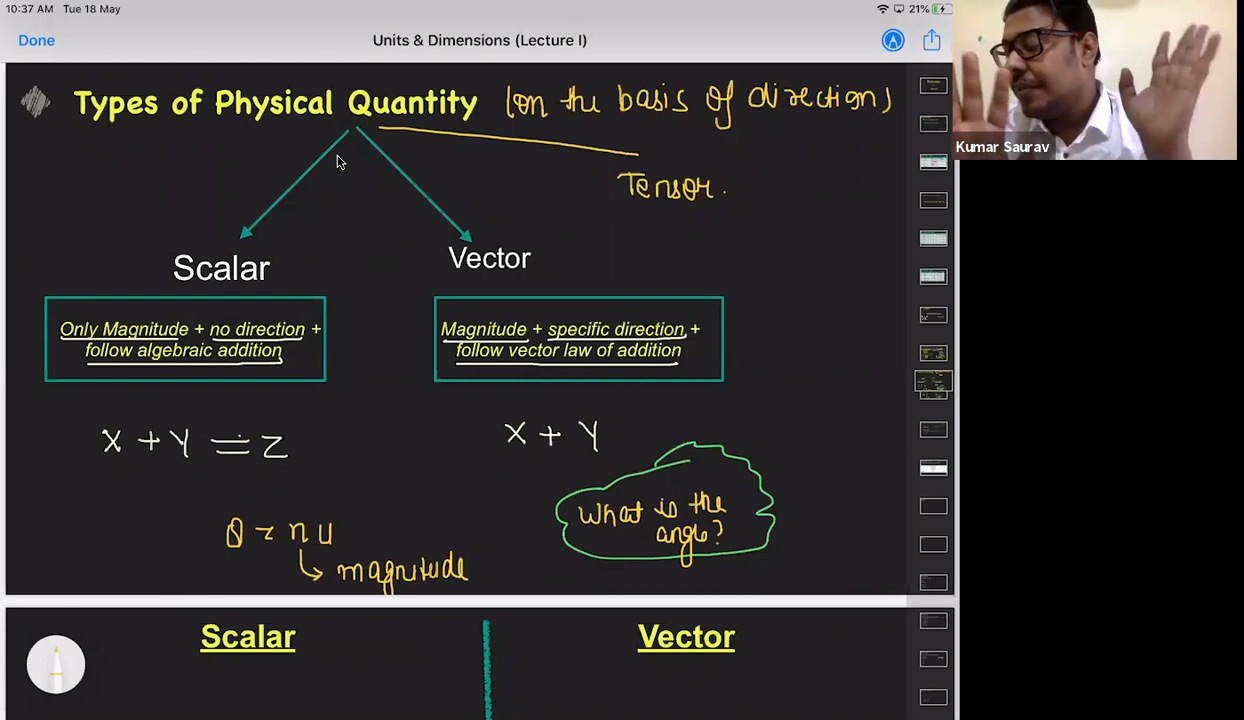 10:37 AM Tue 18 May
21%
Done
Units & Dimensions (Lecture I)
Types of Physical Quantity (on the basis of direction)
Kumar Saurav
Tensor.
Scalar
Vector
Only Magnitude + no direction +
follow algebraic addition
Magnitude + specific direction +
follow vector law of addition
X + Y = Z
X + Y
What is the
angle?
Q = nu
magnitude
Scalar
Vector